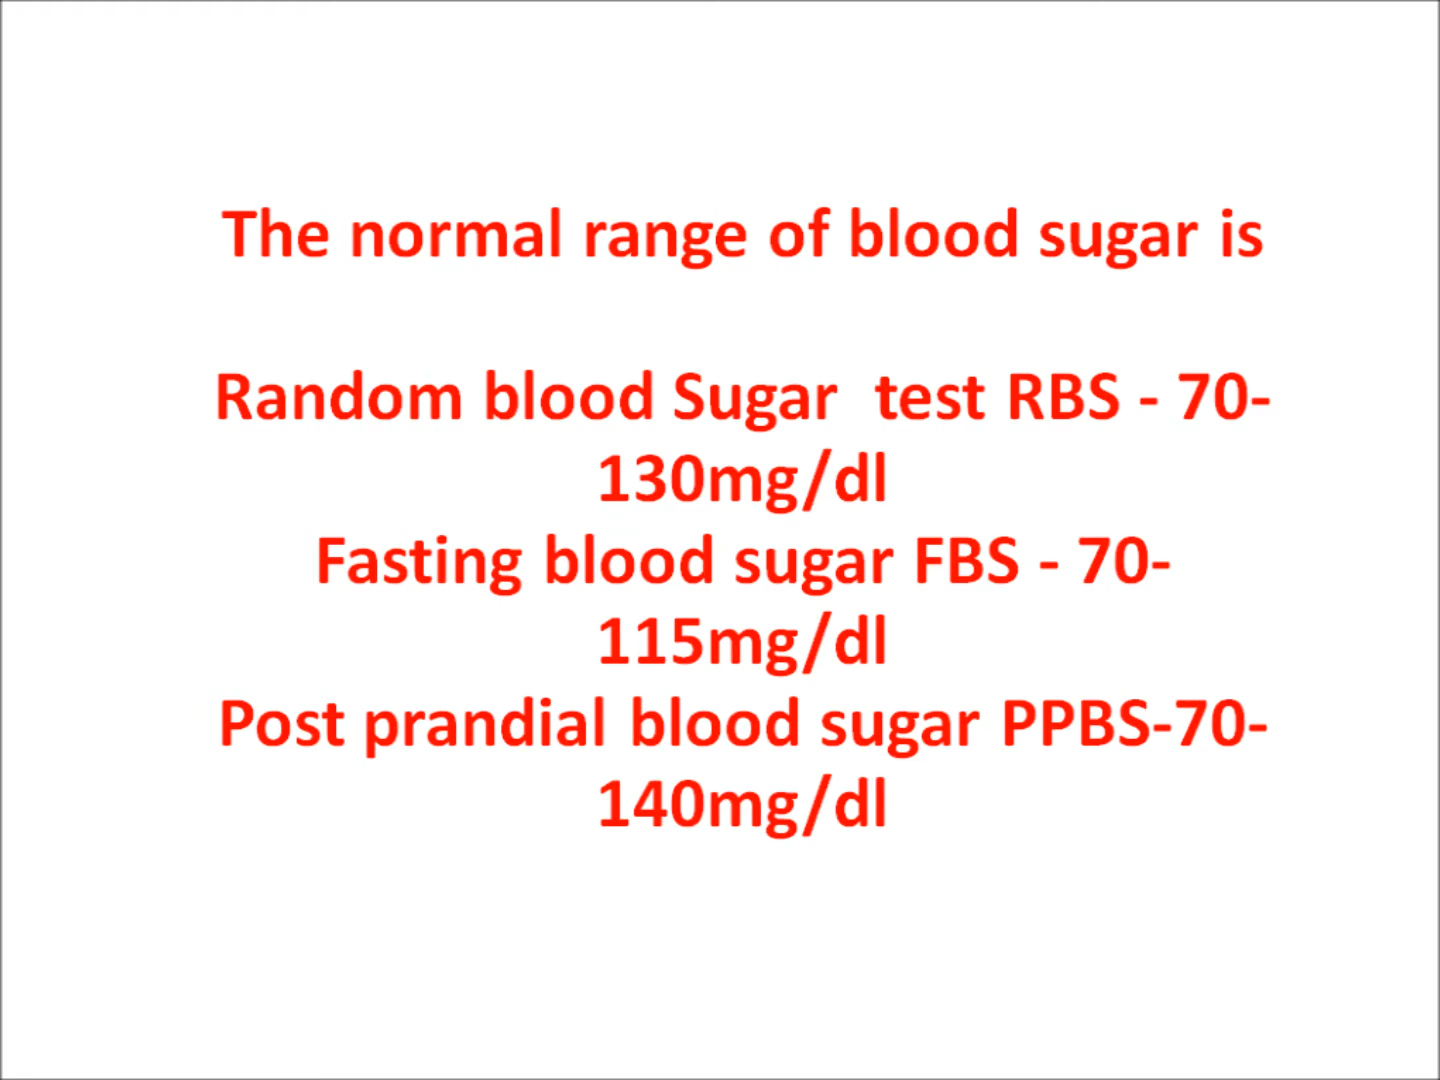 The normal range of blood sugar is
Random blood Sugar  test RBS - 70-
130mg/dl
Fasting blood sugar FBS - 70-
115mg/dl
Post prandial blood sugar PPBS-70-
140mg/dl